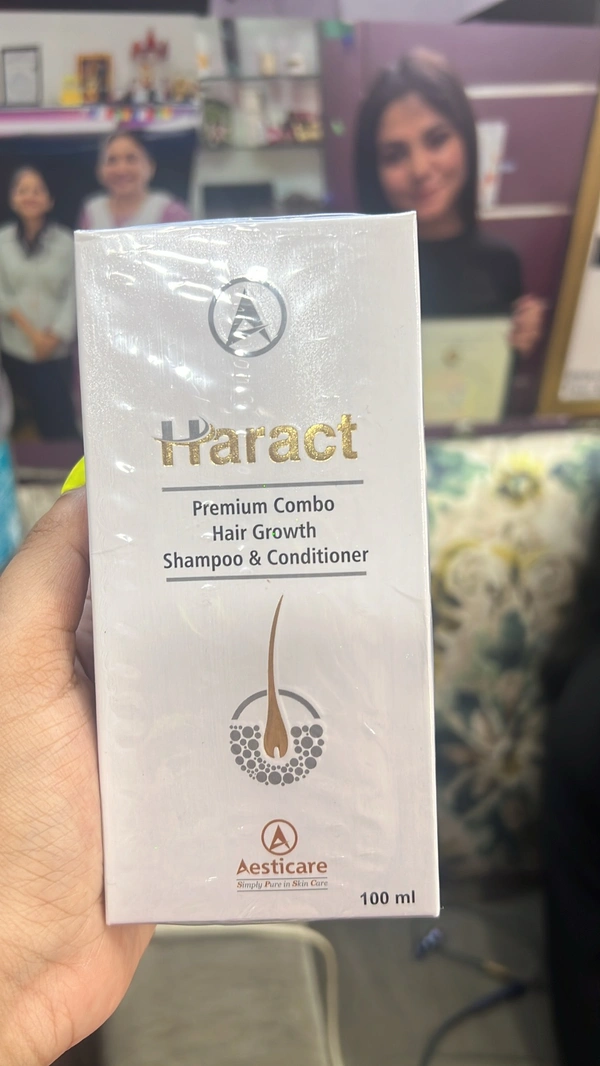 Haract
Premium Combo
Hair Growth
Shampoo & Conditioner
Aesticare
Simply Pure in Skin Care
100 ml